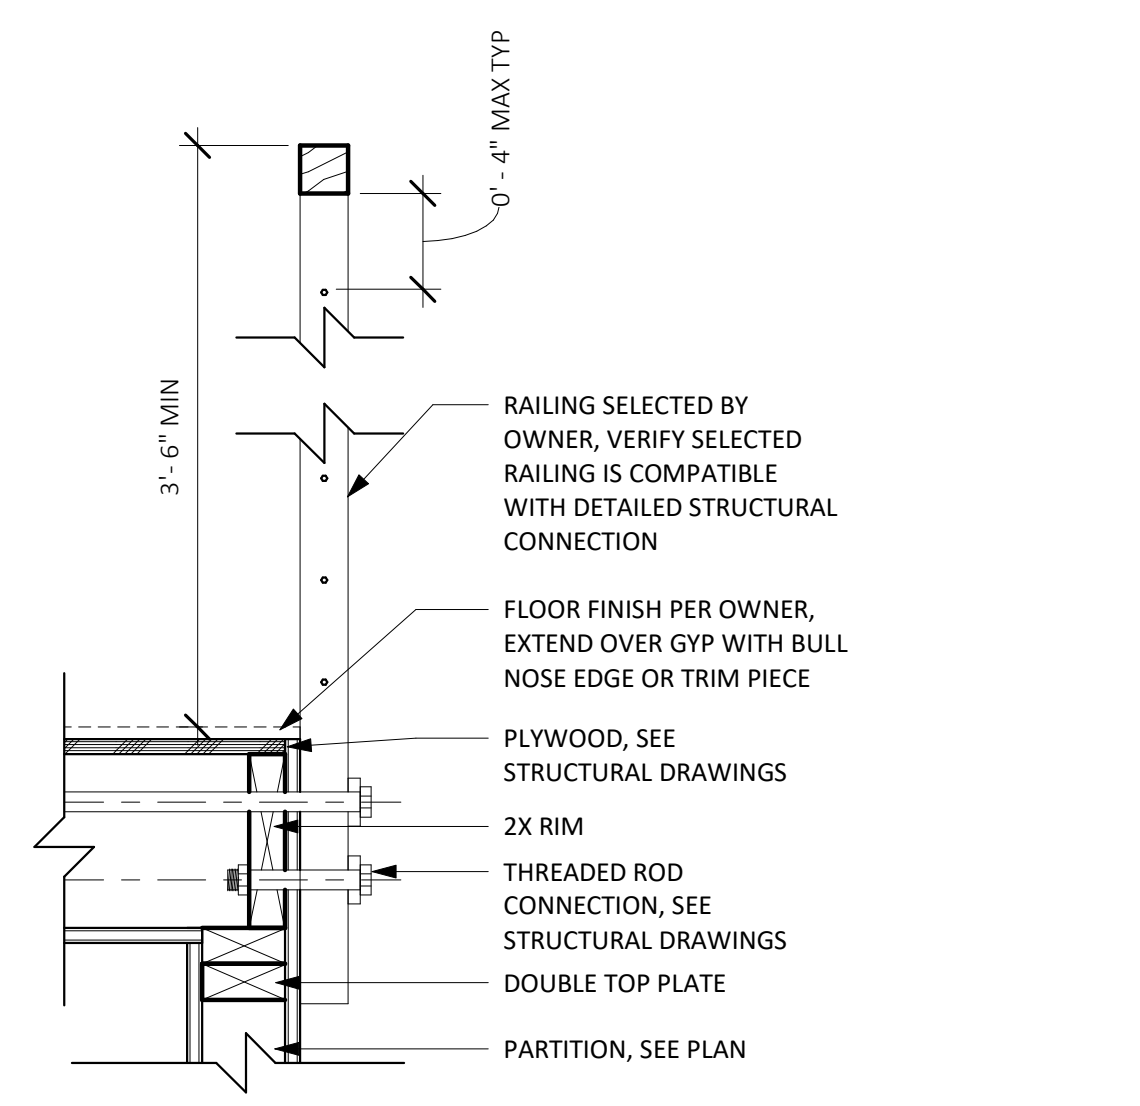 0' - 4" MAX TYP
3'- 6" MIN
RAILING SELECTED BY
OWNER, VERIFY SELECTED
RAILING IS COMPATIBLE
WITH DETAILED STRUCTURAL
CONNECTION
FLOOR FINISH PER OWNER,
EXTEND OVER GYP WITH BULL
NOSE EDGE OR TRIM PIECE
PLYWOOD, SEE
STRUCTURAL DRAWINGS
2X RIM
THREADED ROD
CONNECTION, SEE
STRUCTURAL DRAWINGS
DOUBLE TOP PLATE
PARTITION, SEE PLAN